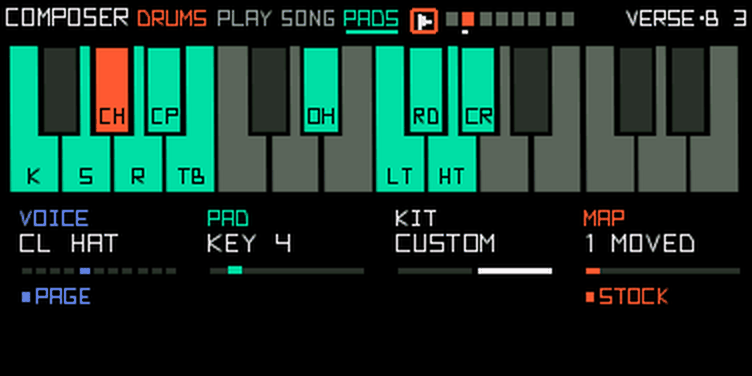 COMPOSER DRUMS PLAY SONG PADS VERSE·B 3
CH CP OH RD CR
K S R TB LT HT
VOICE PAD KIT MAP
CL HAT KEY 4 CUSTOM 1 MOVED
PAGE STOCK